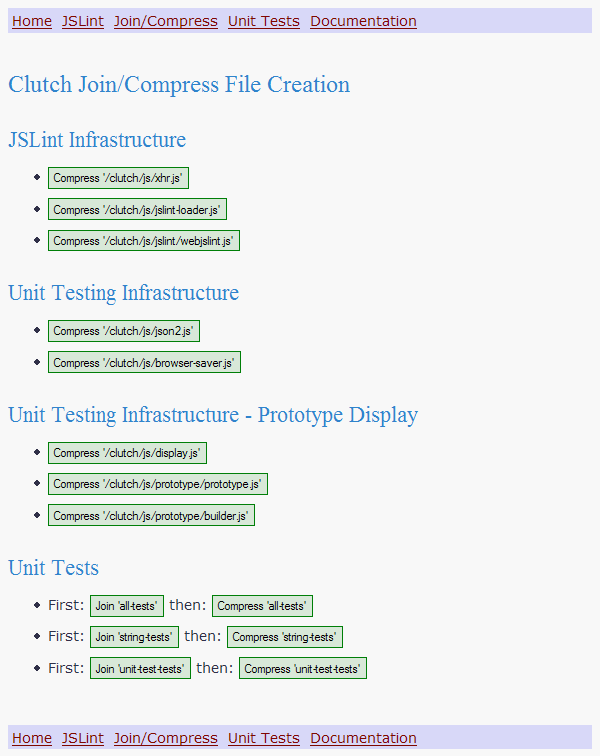 Home JSLint Join/Compress Unit Tests Documentation
Clutch Join/Compress File Creation
JSLint Infrastructure
Compress '/clutch/js/xhr.js'
Compress '/clutch/js/jslint-loader.js'
Compress '/clutch/js/jslint/webjslint.js'
Unit Testing Infrastructure
Compress '/clutch/js/json2.js'
Compress '/clutch/js/browser-saver.js'
Unit Testing Infrastructure - Prototype Display
Compress '/clutch/js/display.js'
Compress '/clutch/js/prototype/prototype.js'
Compress '/clutch/js/prototype/builder.js'
Unit Tests
First: Join 'all-tests' then: Compress 'all-tests'
First: Join 'string-tests' then: Compress 'string-tests'
First: Join 'unit-test-tests' then: Compress 'unit-test-tests'
Home JSLint Join/Compress Unit Tests Documentation